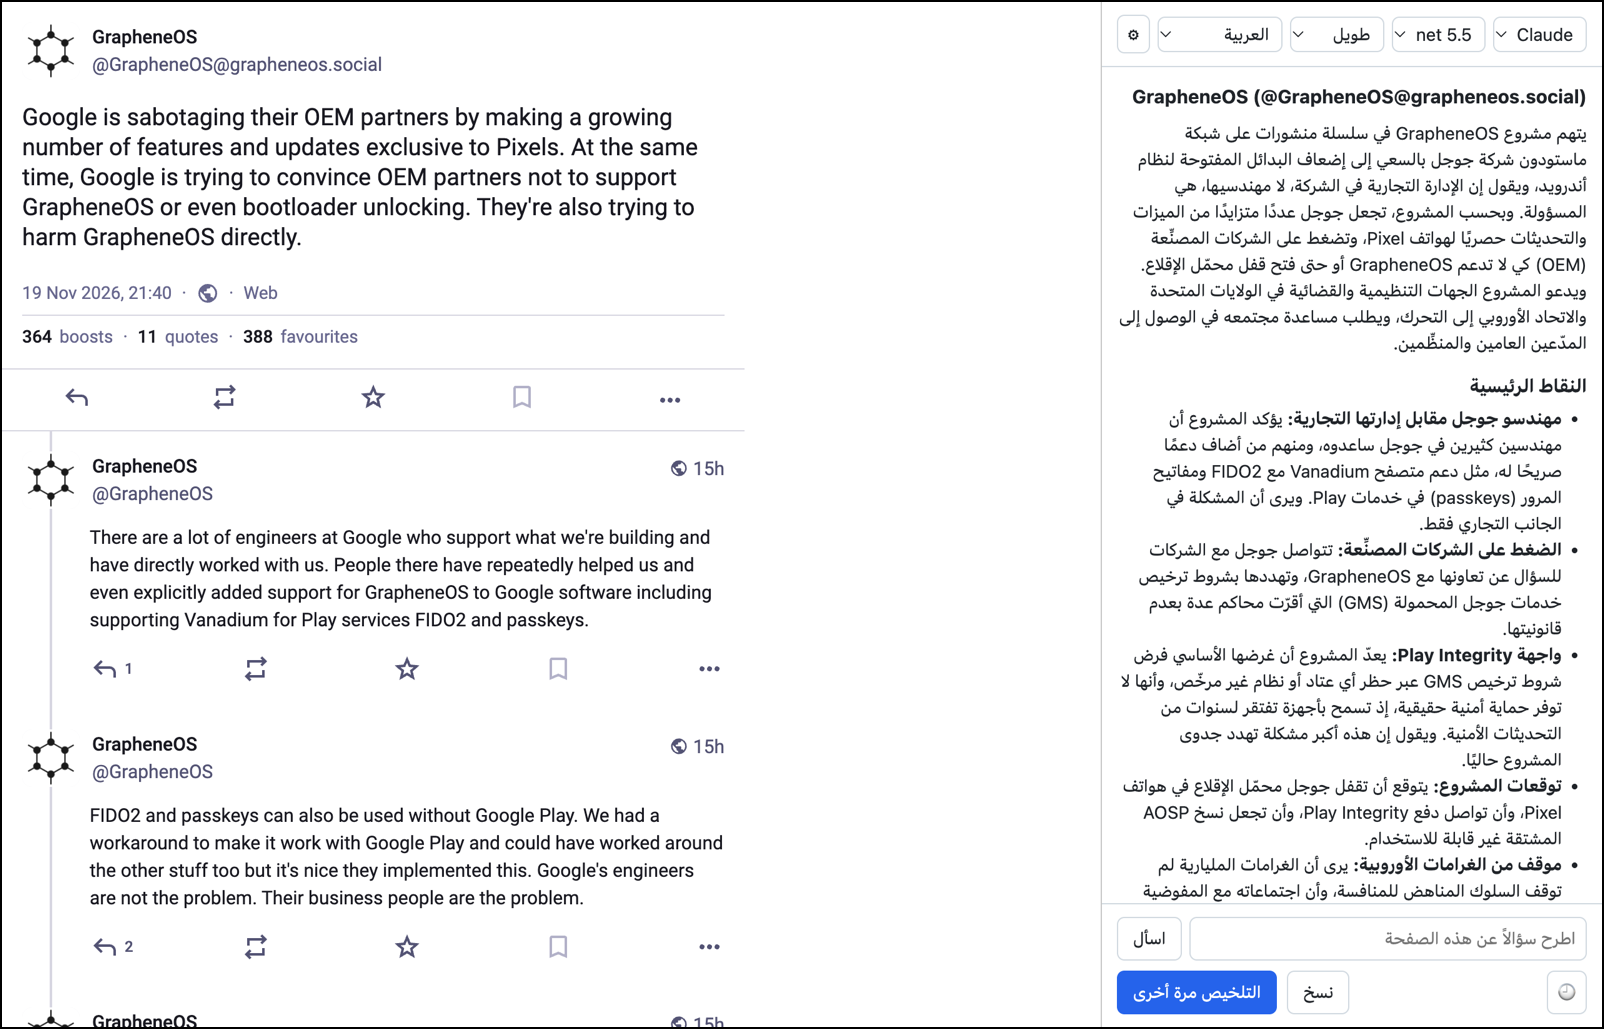 GrapheneOS
@GrapheneOS@grapheneos.social
Google is sabotaging their OEM partners by making a growing
number of features and updates exclusive to Pixels. At the same
time, Google is trying to convince OEM partners not to support
GrapheneOS or even bootloader unlocking. They're also trying to
harm GrapheneOS directly.
19 Nov 2026, 21:40 · Web
364 boosts · 11 quotes · 388 favourites
GrapheneOS
15h
@GrapheneOS
There are a lot of engineers at Google who support what we're building and
have directly worked with us. People there have repeatedly helped us and
even explicitly added support for GrapheneOS to Google software including
supporting Vanadium for Play services FIDO2 and passkeys.
1
GrapheneOS
15h
@GrapheneOS
FIDO2 and passkeys can also be used without Google Play. We had a
workaround to make it work with Google Play and could have worked around
the other stuff too but it's nice they implemented this. Google's engineers
are not the problem. Their business people are the problem.
2
GrapheneOS
15h
Claude
net 5.5
طويل
العربية
GrapheneOS (@GrapheneOS@grapheneos.social)
يتهم مشروع GrapheneOS في سلسلة منشورات على شبكة
ماستودون شركة جوجل بالسعي إلى إضعاف البدائل المفتوحة لنظام
أندرويد، ويقول إن الإدارة التجارية في الشركة، لا مهندسيها، هي
المسؤولة. وبحسب المشروع، تجعل جوجل عددًا متزايدًا من الميزات
والتحديثات حصريًا لهواتف Pixel، وتضغط على الشركات المصنِّعة
(OEM) كي لا تدعم GrapheneOS أو حتى فتح قفل محمّل الإقلاع.
ويدعو المشروع الجهات التنظيمية والقضائية في الولايات المتحدة
والاتحاد الأوروبي إلى التحرك، ويطلب مساعدة مجتمعه في الوصول إلى
المدّعين العامين والمنظِّمين.
النقاط الرئيسية
• مهندسو جوجل مقابل إدارتها التجارية: يؤكد المشروع أن
مهندسين كثيرين في جوجل ساعدوه، ومنهم من أضاف دعمًا
صريحًا له، مثل دعم متصفح Vanadium مع FIDO2 ومفاتيح
المرور (passkeys) في خدمات Play. ويرى أن المشكلة في
الجانب التجاري فقط.
• الضغط على الشركات المصنِّعة: تتواصل جوجل مع الشركات
للسؤال عن تعاونها مع GrapheneOS، وتهددها بشروط ترخيص
خدمات جوجل المحمولة (GMS) التي أقرّت محاكم عدة بعدم
قانونيتها.
• واجهة Play Integrity: يعدّ المشروع أن غرضها الأساسي فرض
شروط ترخيص GMS عبر حظر أي عتاد أو نظام غير مرخّص، وأنها لا
توفر حماية أمنية حقيقية، إذ تسمح بأجهزة تفتقر لسنوات من
التحديثات الأمنية. ويقول إن هذه أكبر مشكلة تهدد جدوى
المشروع حاليًا.
• توقعات المشروع: يتوقع أن تقفل جوجل محمّل الإقلاع في هواتف
Pixel، وأن تواصل دفع Play Integrity، وأن تجعل نسخ AOSP
المشتقة غير قابلة للاستخدام.
• موقف من الغرامات الأوروبية: يرى أن الغرامات المليارية لم
توقف السلوك المناهض للمنافسة، وأن اجتماعاته مع المفوضية
اطرح سؤالاً عن هذه الصفحة
اسأل
نسخ
التلخيص مرة أخرى